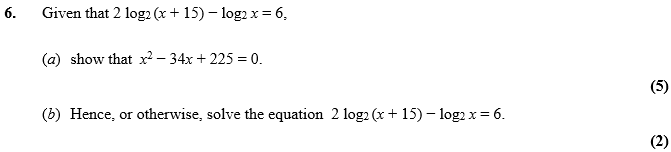 6. Given that 2 log₂ (x + 15) − log₂ x = 6,
(a) show that x² − 34x + 225 = 0.
(5)
(b) Hence, or otherwise, solve the equation 2 log₂ (x + 15) − log₂ x = 6.
(2)